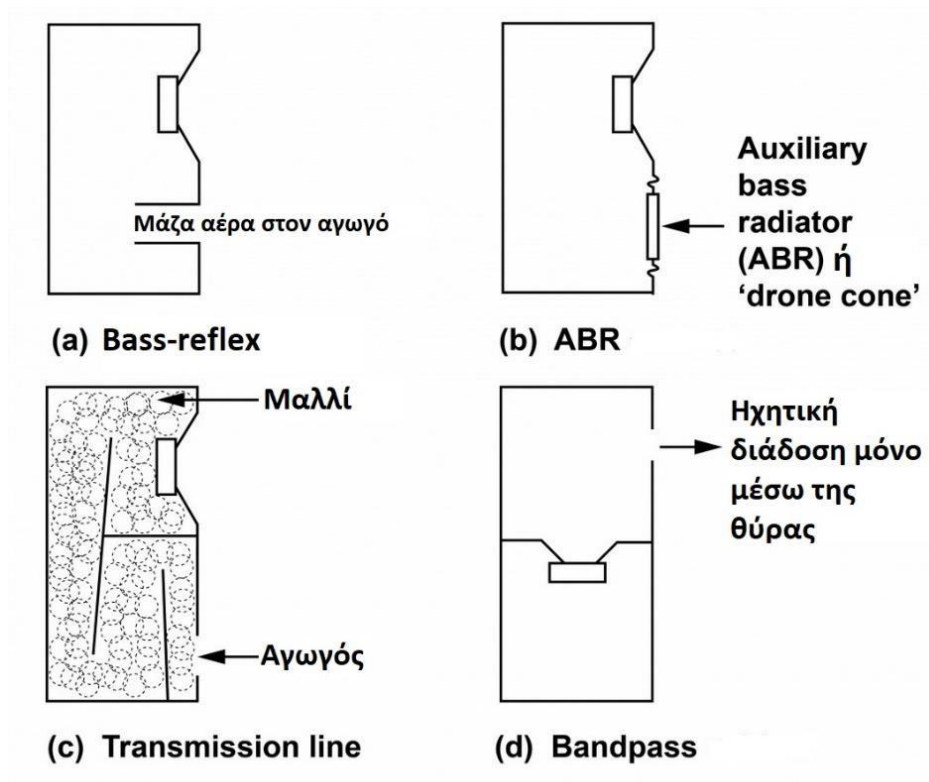 Μάζα αέρα στον αγωγό
(a) Bass-reflex
Auxiliary
bass
radiator
(ABR) ή
‘drone cone’
(b) ABR
Μαλλί
Αγωγός
(c) Transmission line
Ηχητική
διάδοση μόνο
μέσω της
θύρας
(d) Bandpass